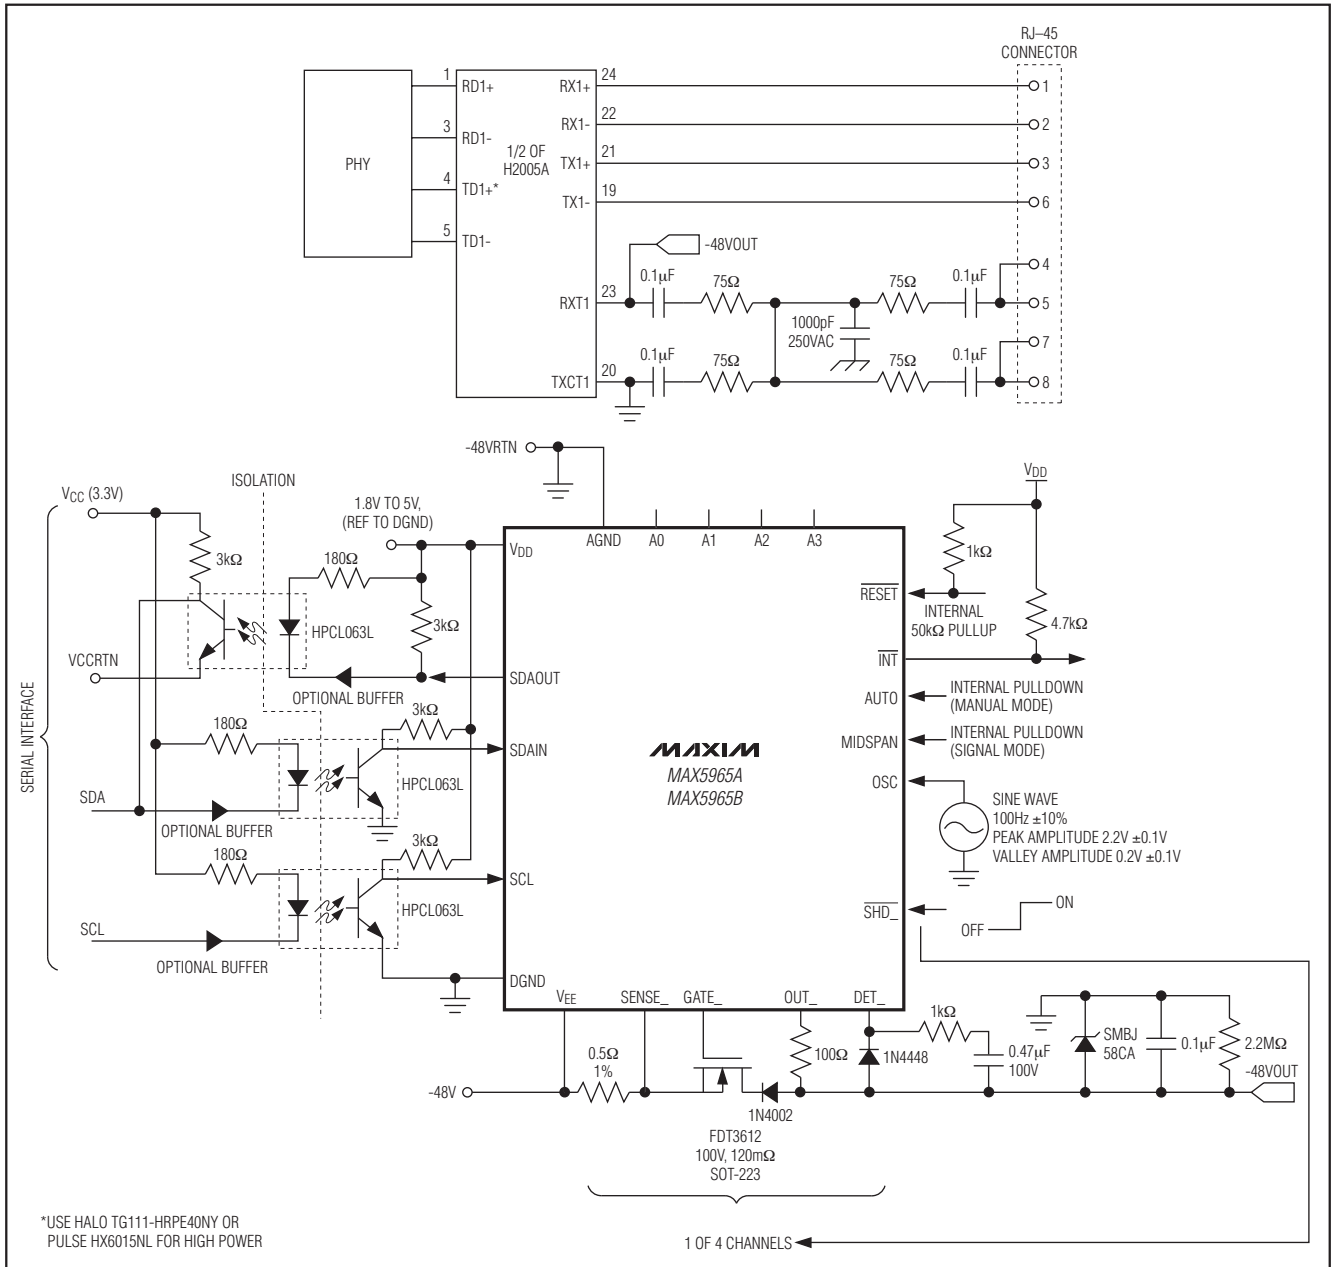 RJ–45
CONNECTOR
1
RD1+
RX1+
24
1
3
RD1-
RX1-
22
2
PHY
1/2 OF
H2005A
4
TD1+*
TX1+
21
3
5
TD1-
TX1-
19
6
-48VOUT
4
0.1µF
75Ω
75Ω
0.1µF
RXT1
23
5
1000pF
250VAC
7
0.1µF
75Ω
75Ω
0.1µF
TXCT1
20
8
-48VRTN
ISOLATION
VCC (3.3V)
1.8V TO 5V,
(REF TO DGND)
VDD
AGND
A0
A1
A2
A3
VDD
3kΩ
180Ω
1kΩ
RESET
INTERNAL
50kΩ PULLUP
HPCL063L
3kΩ
4.7kΩ
INT
VCCRTN
SDAOUT
OPTIONAL BUFFER
AUTO
INTERNAL PULLDOWN
(MANUAL MODE)
SERIAL INTERFACE
180Ω
3kΩ
SDAIN
MIDSPAN
INTERNAL PULLDOWN
(SIGNAL MODE)
MAXIM
MAX5965A
MAX5965B
HPCL063L
OSC
SDA
OPTIONAL BUFFER
SINE WAVE
100Hz ±10%
PEAK AMPLITUDE 2.2V ±0.1V
VALLEY AMPLITUDE 0.2V ±0.1V
180Ω
3kΩ
SCL
HPCL063L
SHD_
ON
OFF
SCL
OPTIONAL BUFFER
DGND
VEE
SENSE_
GATE_
OUT_
DET_
1kΩ
0.5Ω
1%
100Ω
1N4448
0.47µF
100V
SMBJ
58CA
0.1µF
2.2MΩ
-48VOUT
-48V
1N4002
FDT3612
100V, 120mΩ
SOT-223
*USE HALO TG111-HRPE40NY OR
PULSE HX6015NL FOR HIGH POWER
1 OF 4 CHANNELS